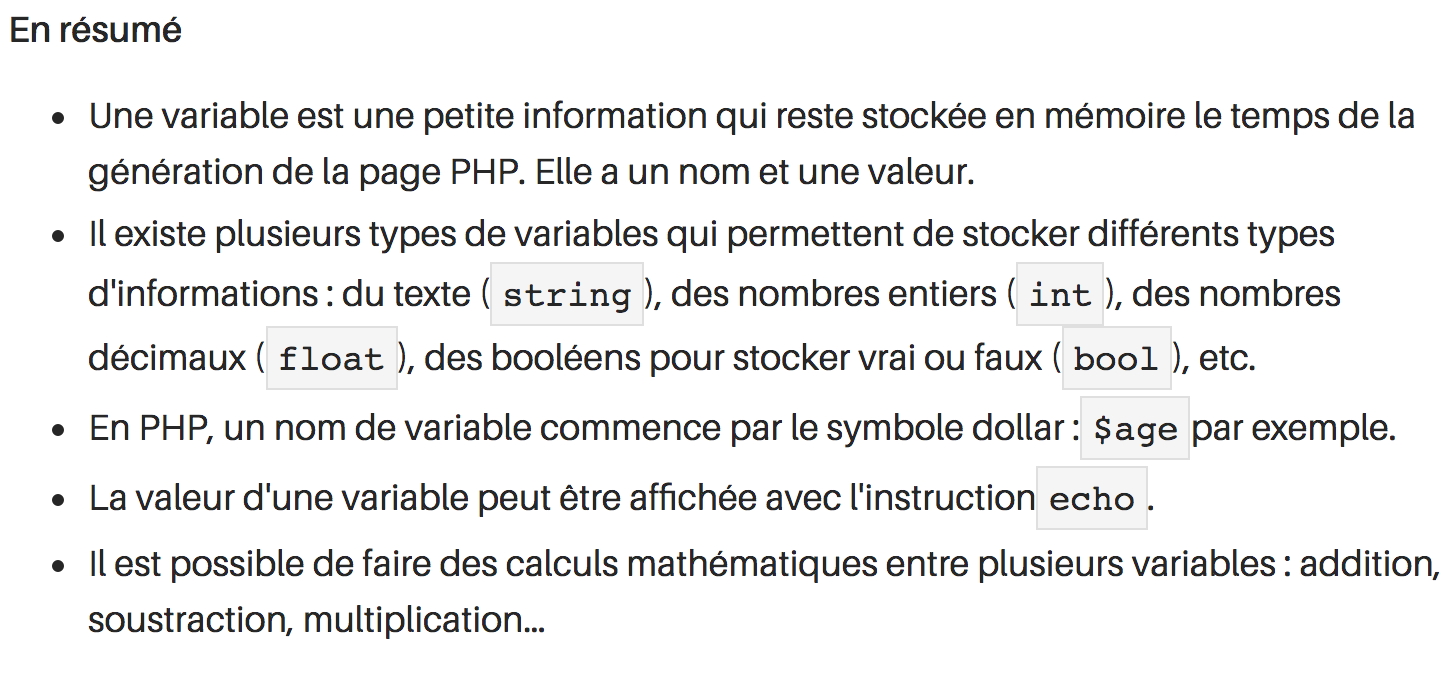 En résumé
• Une variable est une petite information qui reste stockée en mémoire le temps de la
génération de la page PHP. Elle a un nom et une valeur.
• Il existe plusieurs types de variables qui permettent de stocker différents types
d'informations : du texte ( string ), des nombres entiers ( int ), des nombres
décimaux ( float ), des booléens pour stocker vrai ou faux ( bool ), etc.
• En PHP, un nom de variable commence par le symbole dollar : $age par exemple.
• La valeur d'une variable peut être affichée avec l'instruction echo .
• Il est possible de faire des calculs mathématiques entre plusieurs variables : addition,
soustraction, multiplication…